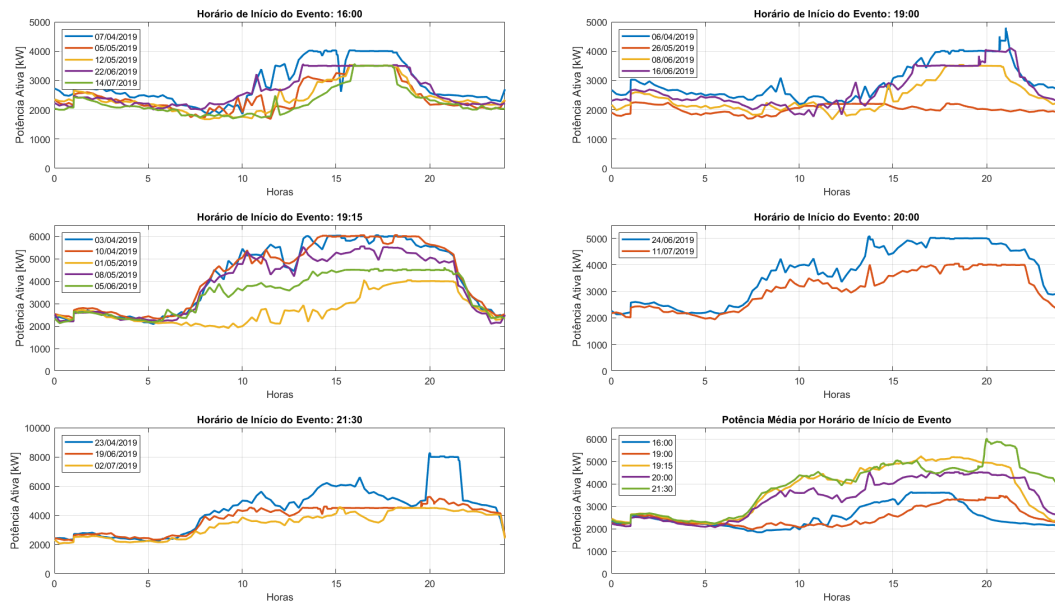 Horário de Início do Evento: 16:00
Potência Ativa [kW]
5000
4000
3000
2000
1000
0
07/04/2019
05/05/2019
12/05/2019
22/06/2019
14/07/2019
0 5 10 15 20
Horas
Horário de Início do Evento: 19:00
Potência Ativa [kW]
5000
4000
3000
2000
1000
0
06/04/2019
26/05/2019
08/06/2019
16/06/2019
0 5 10 15 20
Horas
Horário de Início do Evento: 19:15
Potência Ativa [kW]
6000
5000
4000
3000
2000
1000
0
03/04/2019
10/04/2019
01/05/2019
08/05/2019
05/06/2019
0 5 10 15 20
Horas
Horário de Início do Evento: 20:00
Potência Ativa [kW]
5000
4000
3000
2000
1000
0
24/06/2019
11/07/2019
0 5 10 15 20
Horas
Horário de Início do Evento: 21:30
Potência Ativa [kW]
10000
8000
6000
4000
2000
0
23/04/2019
19/06/2019
02/07/2019
0 5 10 15 20
Horas
Potência Média por Horário de Início de Evento
Potência Ativa [kW]
6000
5000
4000
3000
2000
1000
0
16:00
19:00
19:15
20:00
21:30
0 5 10 15 20
Horas